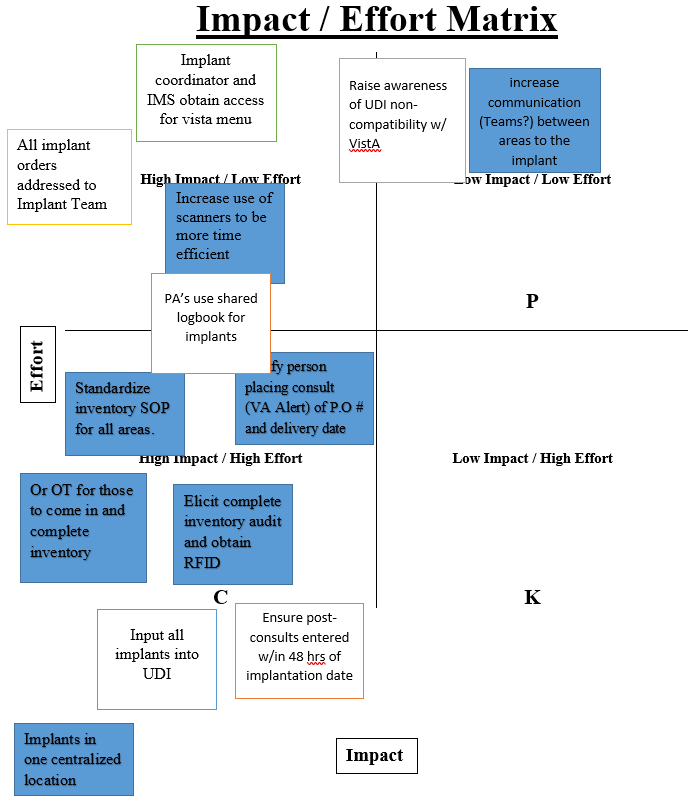 Impact / Effort Matrix
Implant
coordinator and
IMS obtain access
for vista menu
Raise awareness
of UDI non-
compatibility w/
VistA
increase
communication
(Teams?) between
areas to the
implant
All implant
orders
addressed to
Implant Team
High Impact / Low Effort
Low Impact / Low Effort
Increase use of
scanners to be
more time
efficient
PA's use shared
logbook for
implants
P
Effort
Standardize
inventory SOP
for all areas.
fy person
placing consult
(VA Alert) of P.O #
and delivery date
High Impact / High Effort
Low Impact / High Effort
Or OT for those
to come in and
complete
inventory
Elicit complete
inventory audit
and obtain
RFID
C
K
Input all
implants into
UDI
Ensure post-
consults entered
w/in 48 hrs of
implantation date
Implants in
one centralized
location
Impact